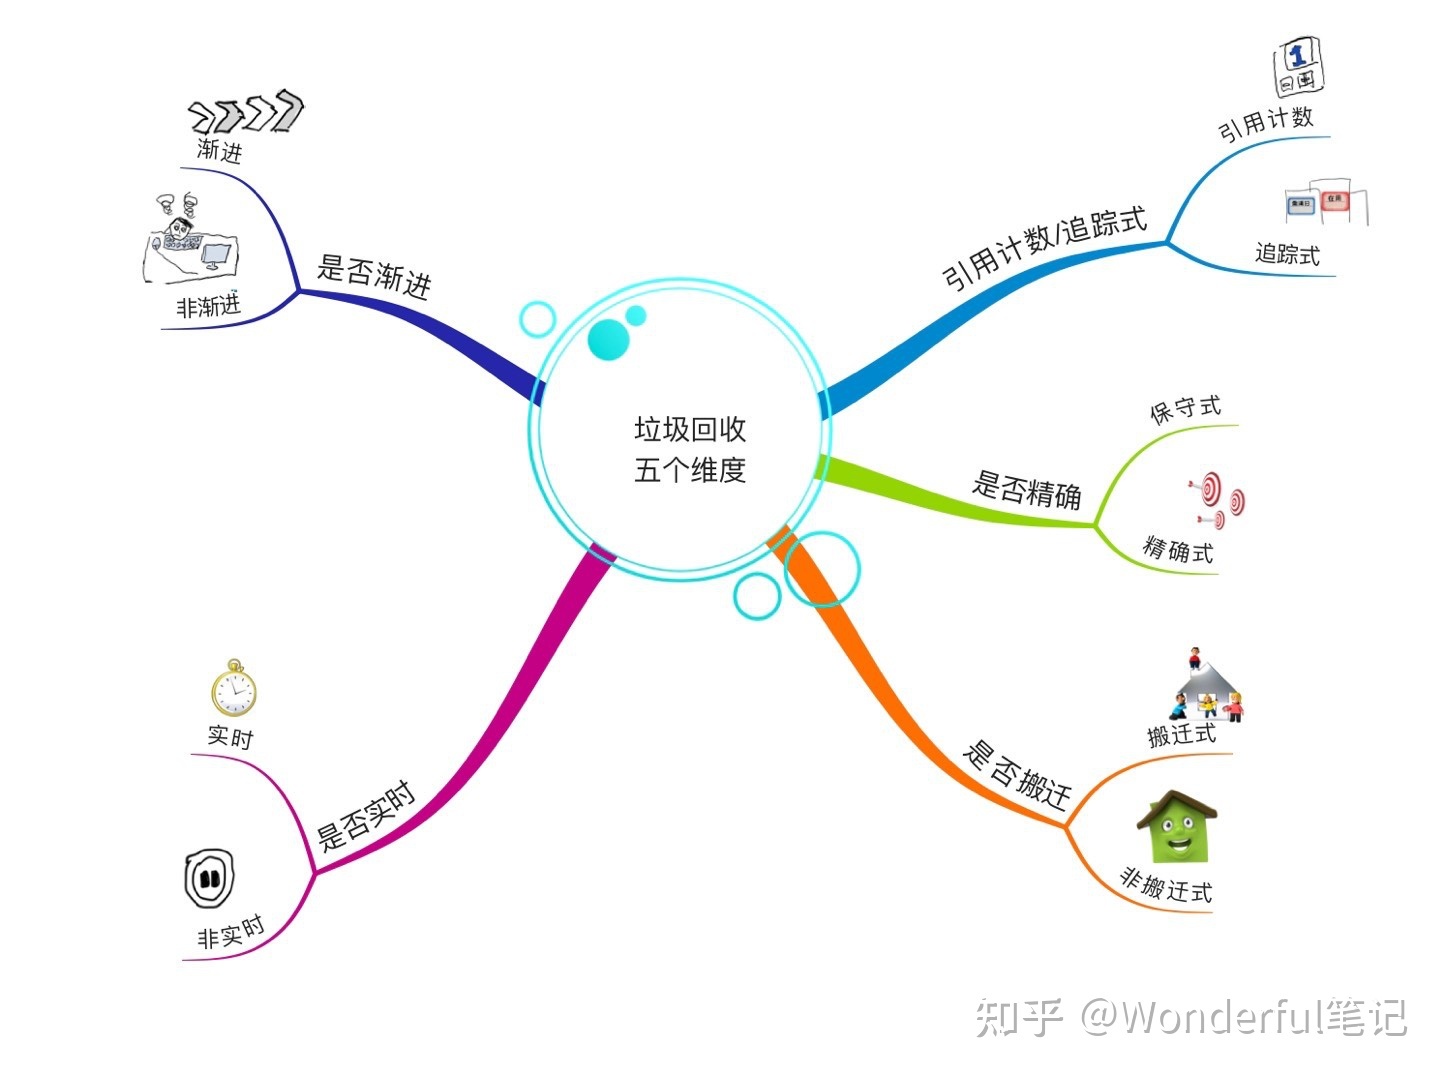 垃圾回收
五个维度
引用计数/追踪式
引用计数
1
追踪式
是否精确
保守式
精确式
是否搬迁
搬迁式
非搬迁式
是否实时
实时
非实时
是否渐进
渐进
非渐进
知乎 @Wonderful笔记